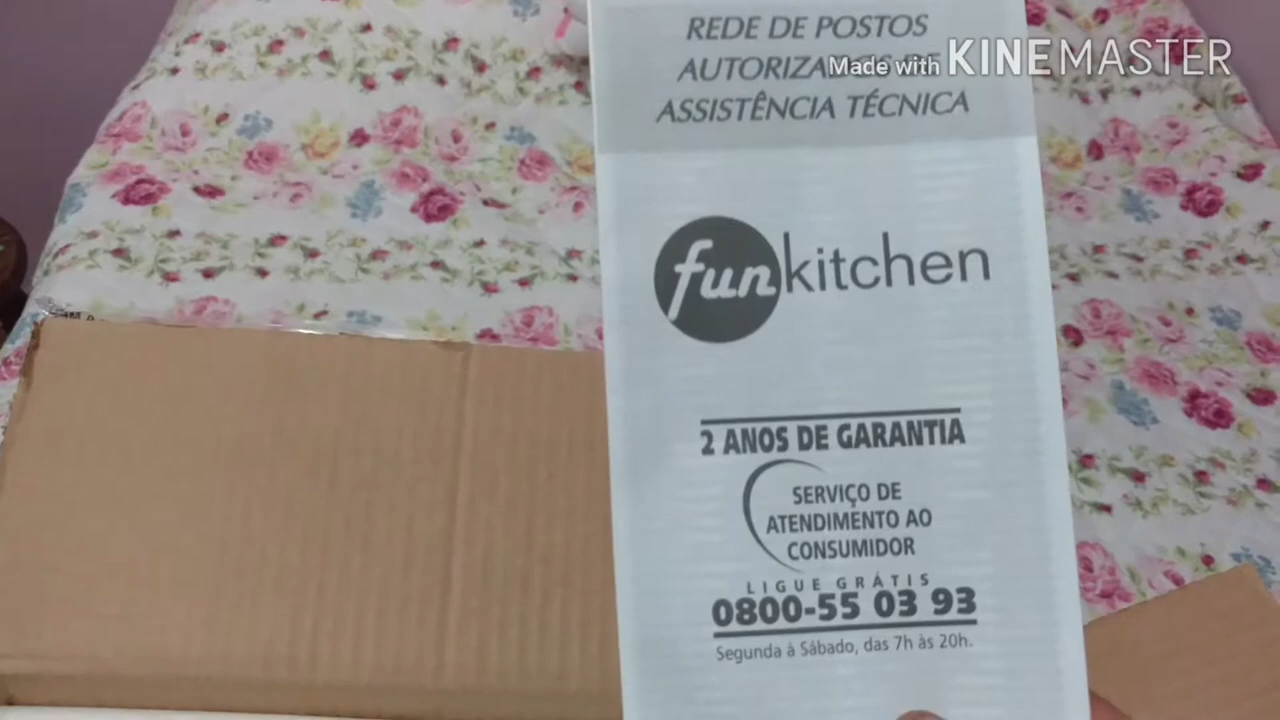 REDE DE POSTOS
Made with KINEMASTER
ASSISTÊNCIA TÉCNICA
funkitchen
2 ANOS DE GARANTIA
SERVIÇO DE
ATENDIMENTO AO
CONSUMIDOR
LIGUE GRÁTIS
0800-55 03 93
Segunda à Sábado, das 7h às 20h.